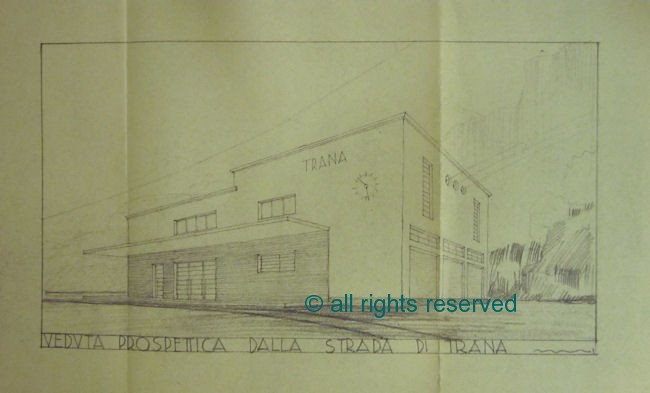 TRANA
© all rights reserved
VEDUTA PROSPETTICA DALLA STRADA DI TRANA